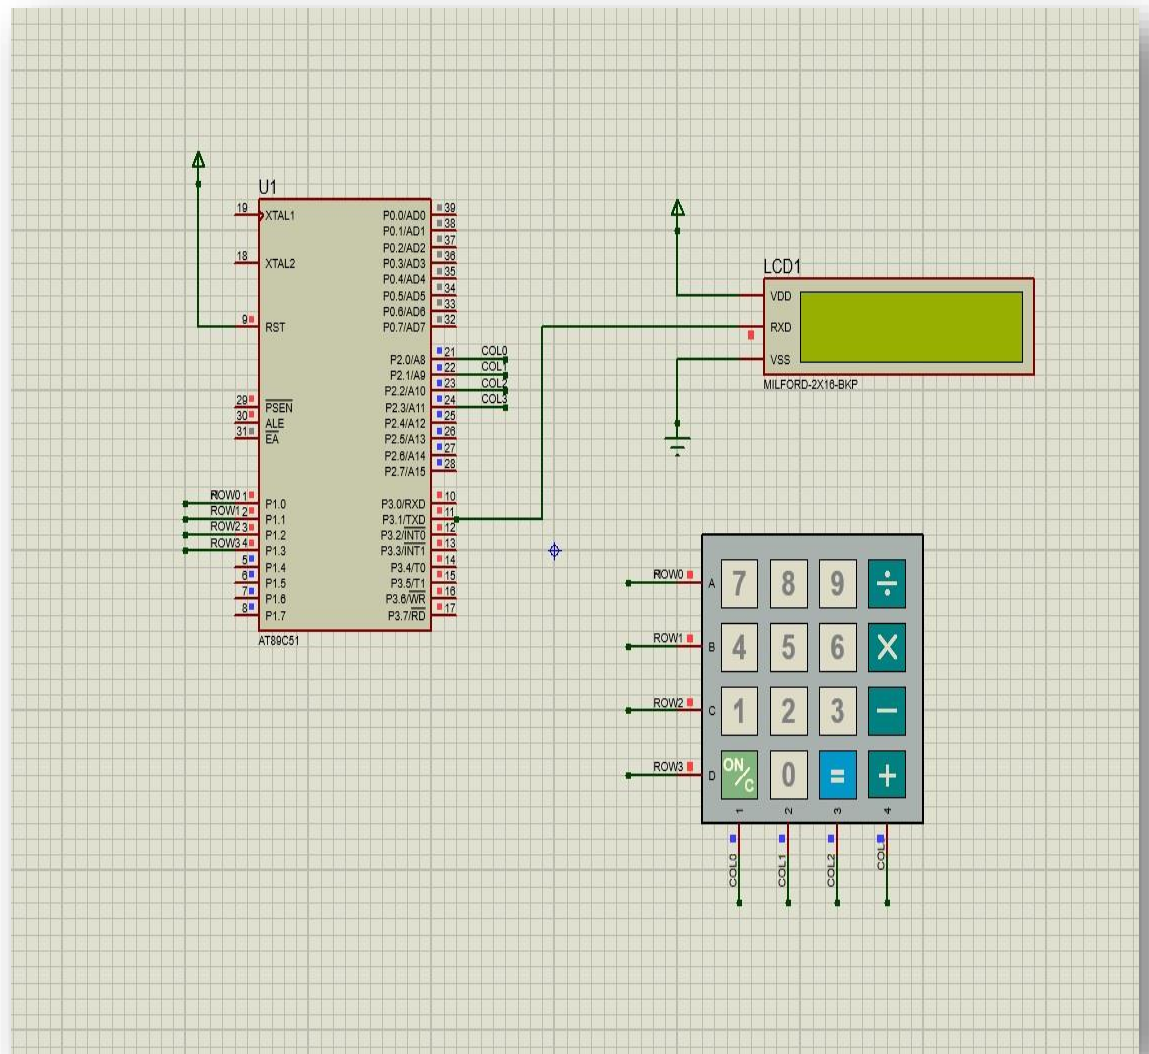 U1
19 XTAL1
18 XTAL2
9 RST
29 PSEN
30 ALE
31 EA
ROW0 1 P1.0
ROW1 2 P1.1
ROW2 3 P1.2
ROW3 4 P1.3
5 P1.4
6 P1.5
7 P1.6
8 P1.7
P0.0/AD0 39
P0.1/AD1 38
P0.2/AD2 37
P0.3/AD3 36
P0.4/AD4 35
P0.5/AD5 34
P0.6/AD6 33
P0.7/AD7 32
P2.0/A8 21 COL0
P2.1/A9 22 COL1
P2.2/A10 23 COL2
P2.3/A11 24 COL3
P2.4/A12 25
P2.5/A13 26
P2.6/A14 27
P2.7/A15 28
P3.0/RXD 10
P3.1/TXD 11
P3.2/INT0 12
P3.3/INT1 13
P3.4/T0 14
P3.5/T1 15
P3.6/WR 16
P3.7/RD 17
AT89C51
LCD1
VDD
RXD
VSS
MILFORD-2X16-BKP
ROW0 A 7 8 9 ÷
ROW1 B 4 5 6 X
ROW2 C 1 2 3 −
ROW3 D ON/C 0 = +
1 2 3 4
COL0 COL1 COL2